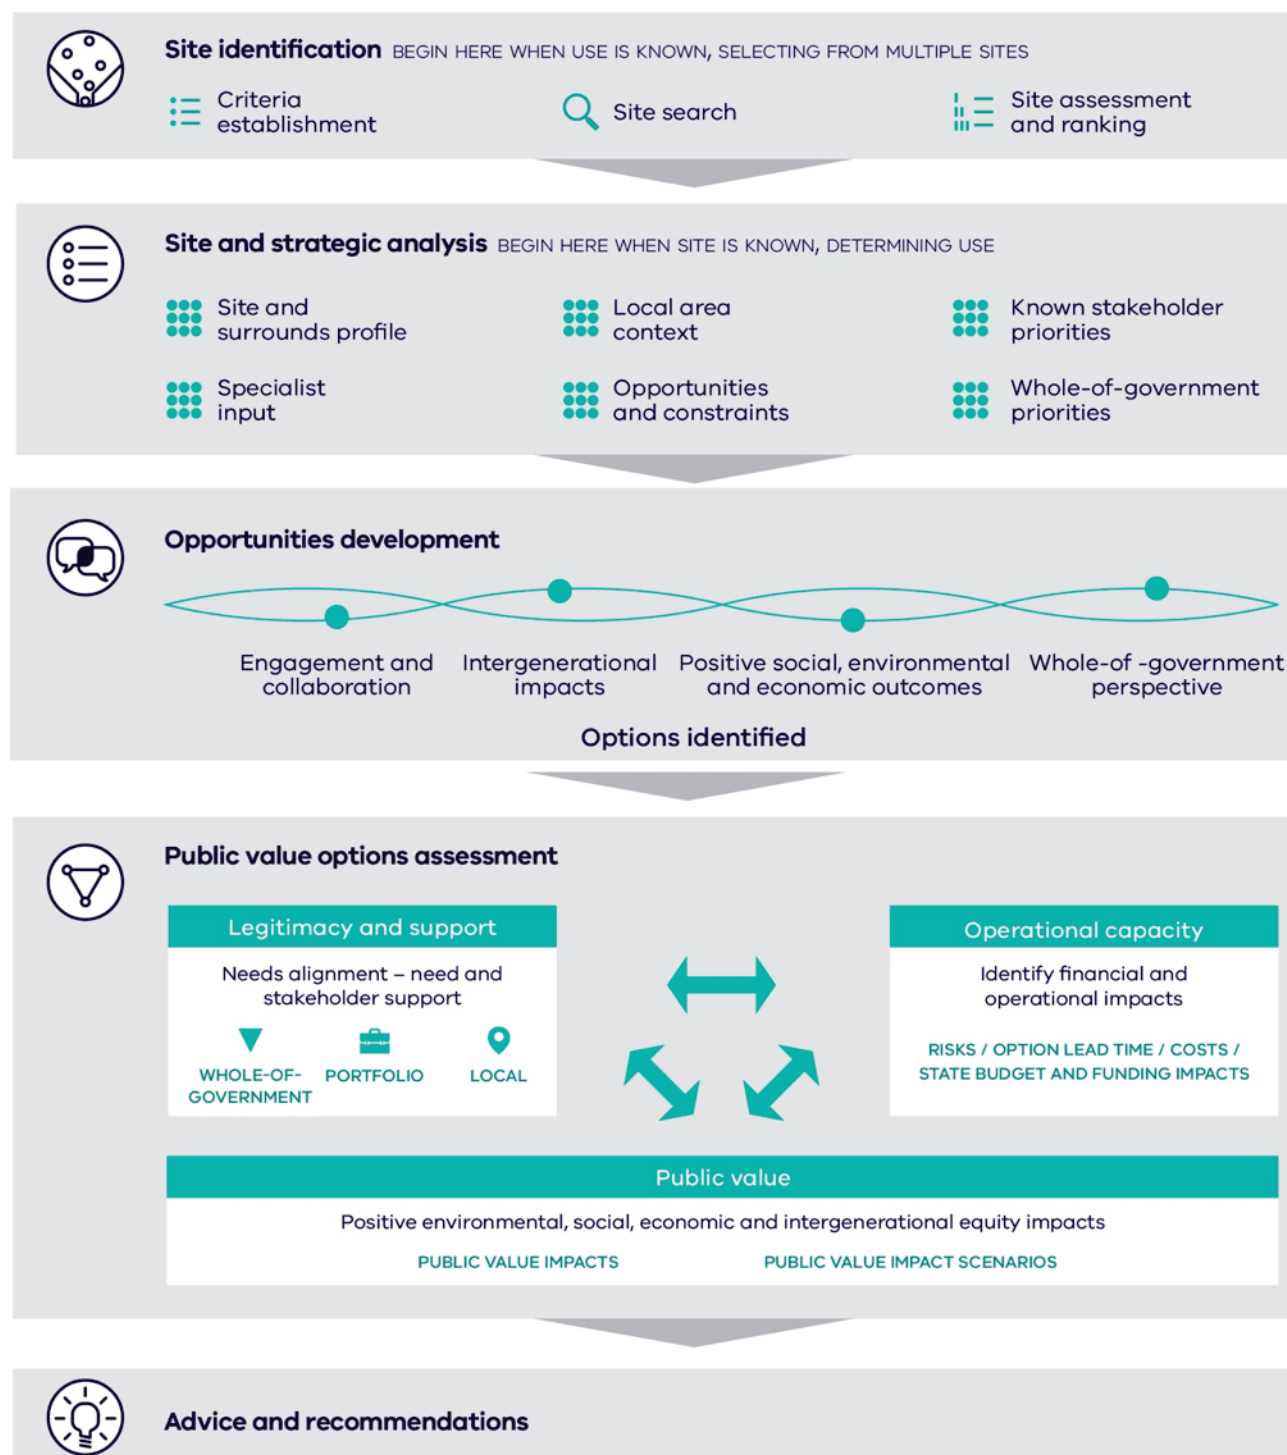 Site identification BEGIN HERE WHEN USE IS KNOWN, SELECTING FROM MULTIPLE SITES
Criteria
establishment
Site search
Site assessment
and ranking
Site and strategic analysis BEGIN HERE WHEN SITE IS KNOWN, DETERMINING USE
Site and
surrounds profile
Local area
context
Known stakeholder
priorities
Specialist
input
Opportunities
and constraints
Whole-of-government
priorities
Opportunities development
Engagement and
collaboration
Intergenerational
impacts
Positive social, environmental
and economic outcomes
Whole-of -government
perspective
Options identified
Public value options assessment
Legitimacy and support
Needs alignment – need and
stakeholder support
WHOLE-OF-
GOVERNMENT
PORTFOLIO
LOCAL
Operational capacity
Identify financial and
operational impacts
RISKS / OPTION LEAD TIME / COSTS /
STATE BUDGET AND FUNDING IMPACTS
Public value
Positive environmental, social, economic and intergenerational equity impacts
PUBLIC VALUE IMPACTS
PUBLIC VALUE IMPACT SCENARIOS
Advice and recommendations